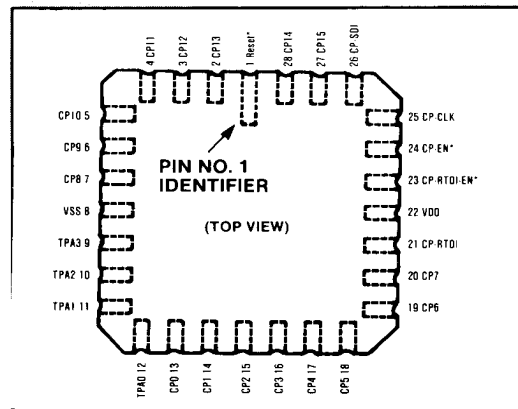 4 CP11
3 CP12
2 CP13
1 Reset*
28 CP14
27 CP15
26 CP-SDI
CP10 5
CP9 6
CP8 7
VSS 8
TPA3 9
TPA2 10
TPA1 11
25 CP-CLK
24 CP-EN*
23 CP-RTDI-EN*
22 VDD
21 CP-RTDI
20 CP7
19 CP6
PIN NO. 1
IDENTIFIER
(TOP VIEW)
TPA0 12
CP0 13
CP1 14
CP2 15
CP3 16
CP4 17
CP5 18